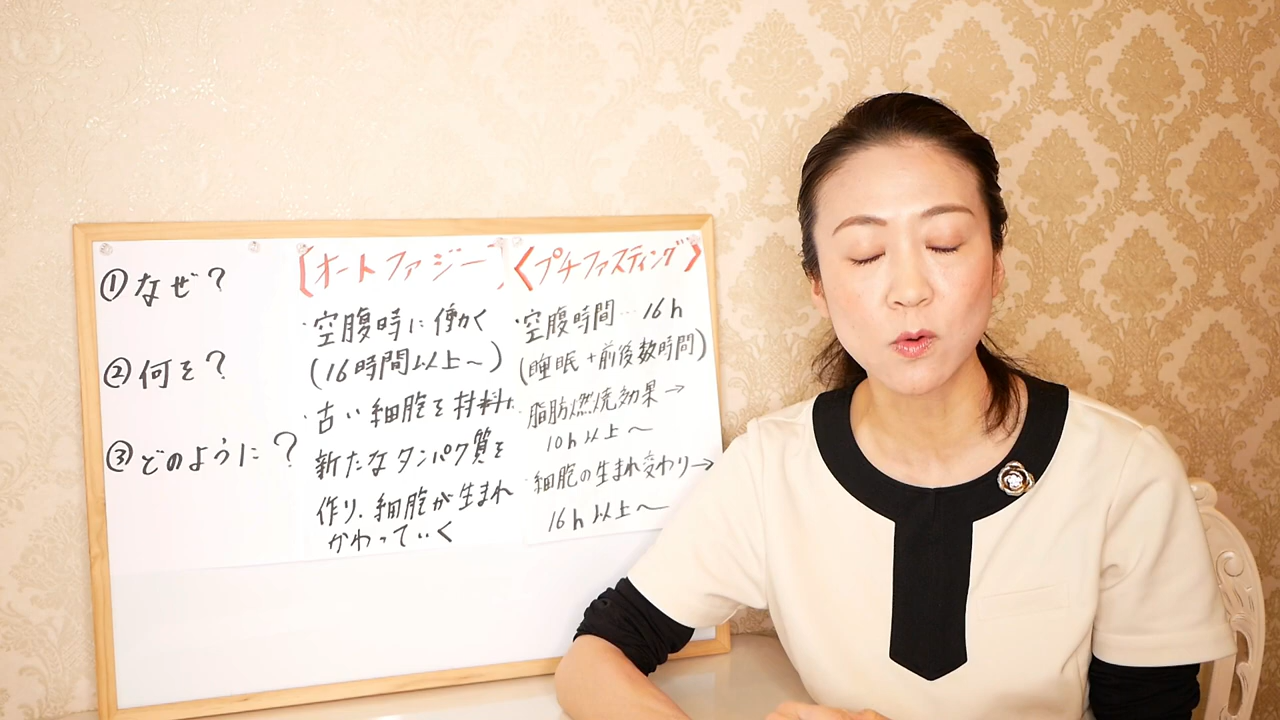 ①なぜ?
②何を?
③どのように?
【オートファジー】
・空腹時に働く
(16時間以上〜)
・古い細胞を材料に
新たなタンパク質を
作り、細胞が生まれ
かわっていく
〈プチファスティング〉
・空腹時間…16h
(睡眠+前後数時間)
・脂肪燃焼効果→
10h以上〜
・細胞の生まれ変わり→
16h以上〜